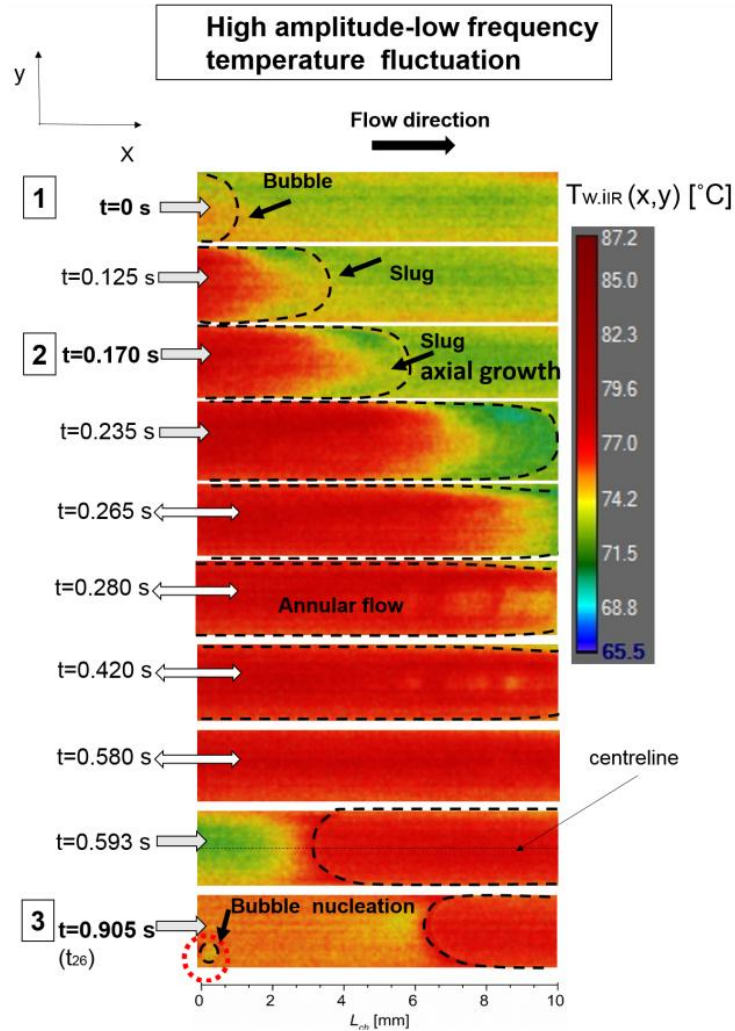 High amplitude-low frequency
temperature fluctuation
y
X
Flow direction
T_W.iIR (x,y) [˚C]
1
t=0 s
Bubble
t=0.125 s
Slug
2
t=0.170 s
Slug
axial growth
t=0.235 s
t=0.265 s
t=0.280 s
Annular flow
t=0.420 s
t=0.580 s
centreline
t=0.593 s
3
t=0.905 s
(t26)
Bubble nucleation
87.2
85.0
82.3
79.6
77.0
74.2
71.5
68.8
65.5
0 2 4 6 8 10
L_ch [mm]